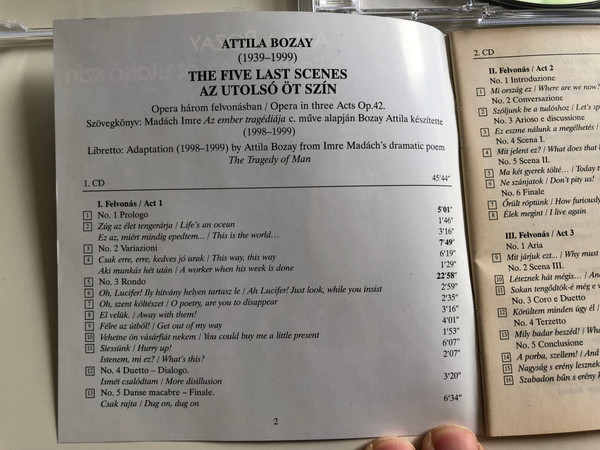 ATTILA BOZAY
(1939–1999)
THE FIVE LAST SCENES
AZ UTOLSÓ ÖT SZÍN
Opera három felvonásban / Opera in three Acts Op.42.
Szövegkönyv: Madách Imre Az ember tragédiája c. műve alapján Bozay Attila készítette
(1998–1999)
Libretto: Adaptation (1998–1999) by Attila Bozay from Imre Madách's dramatic poem
The Tragedy of Man
1. CD 45'44"
I. Felvonás / Act 1
1 No. 1 Prologo 5'01"
2 Zúg az élet tengerárja / Life's an ocean 1'46"
Ez az, miért mindig epedtem... / This is the world… 3'16"
3 No. 2 Variazioni 7'49"
4 Csak erre, erre, kedves jó urak / This way, this way 6'19"
Aki munkás hét után / A worker when his week is done 1'29"
5 No. 3 Rondo 22'58"
6 Oh, Lucifer! Ily hitvány helyen tartasz le / Ah Lucifer! Just look, while you insist 2'59"
7 Oh, szent költészet / O poetry, are you to disappear 2'35"
8 El velük. / Away with them! 3'16"
9 Félre az útból! / Get out of my way 4'01"
10 Vehetne ön vásárfiát nekem / You could buy me a little present 1'53"
11 Siessünk / Hurry up! 6'07"
Istenem, mi ez? / What's this? 2'07"
12 No. 4 Duetto – Dialogo.
Ismét csalódtam / More disillusion 3'20"
13 No. 5 Danse macabre – Finale.
Csak rajta / Dug on, dug on 6'34"
2
2. CD
II. Felvonás / Act 2
No. 1 Introduzione
1 Mi ország ez / Where are we now?
No. 2 Conversazione
2 Szóljunk be a tudóshoz / Let's
No. 3 Arioso e discussione
3 Ez eszme nálunk a megélhetés /
No. 4 Scena I.
4 Mit jelent ez? / What does that
No. 5 Scena II.
5 Ma két gyerek tölté… / Today
6 Ne szánjatok / Don't pity us!
No. 6 Finale
7 Őrült röptünk / How furiously
8 Élek megint / I live again
III. Felvonás / Act 3
No. 1 Aria
9 Mit járjuk ezt... / Why must
No. 2 Scena III.
10 Léteznek hát mégis… / And
11 Sokan tengődtök-é még e
No. 3 Coro e Duetto
12 Körültem minden úgy él /
No. 4 Terzetto
13 Mily badar beszéd! / Wha
No. 5 Conclusione
14 A porba, szellem! / And
15 Nagyság s erény lesznek
16 Szabadon bűn s erény